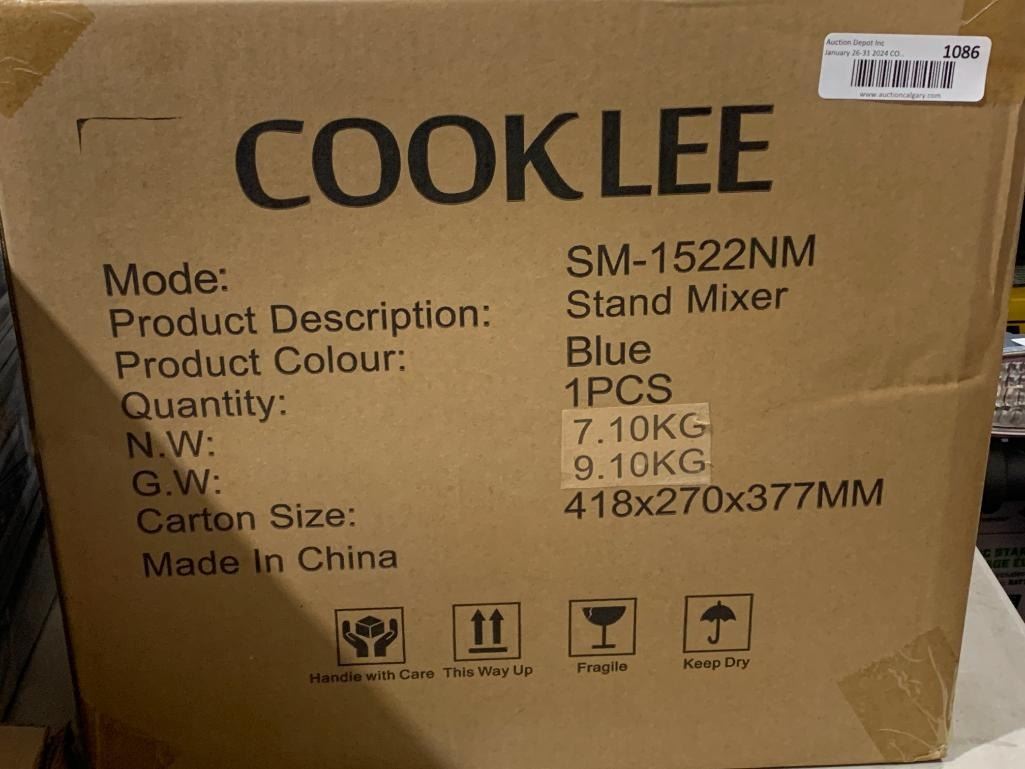 Auction Depot Inc
January 26-31 2024 CO...
1086
www.auctioncalgary.com
COOKLEE
Mode: SM-1522NM
Product Description: Stand Mixer
Product Colour: Blue
Quantity: 1PCS
N.W: 7.10KG
G.W: 9.10KG
Carton Size: 418x270x377MM
Made In China
Handie with Care
This Way Up
Fragile
Keep Dry